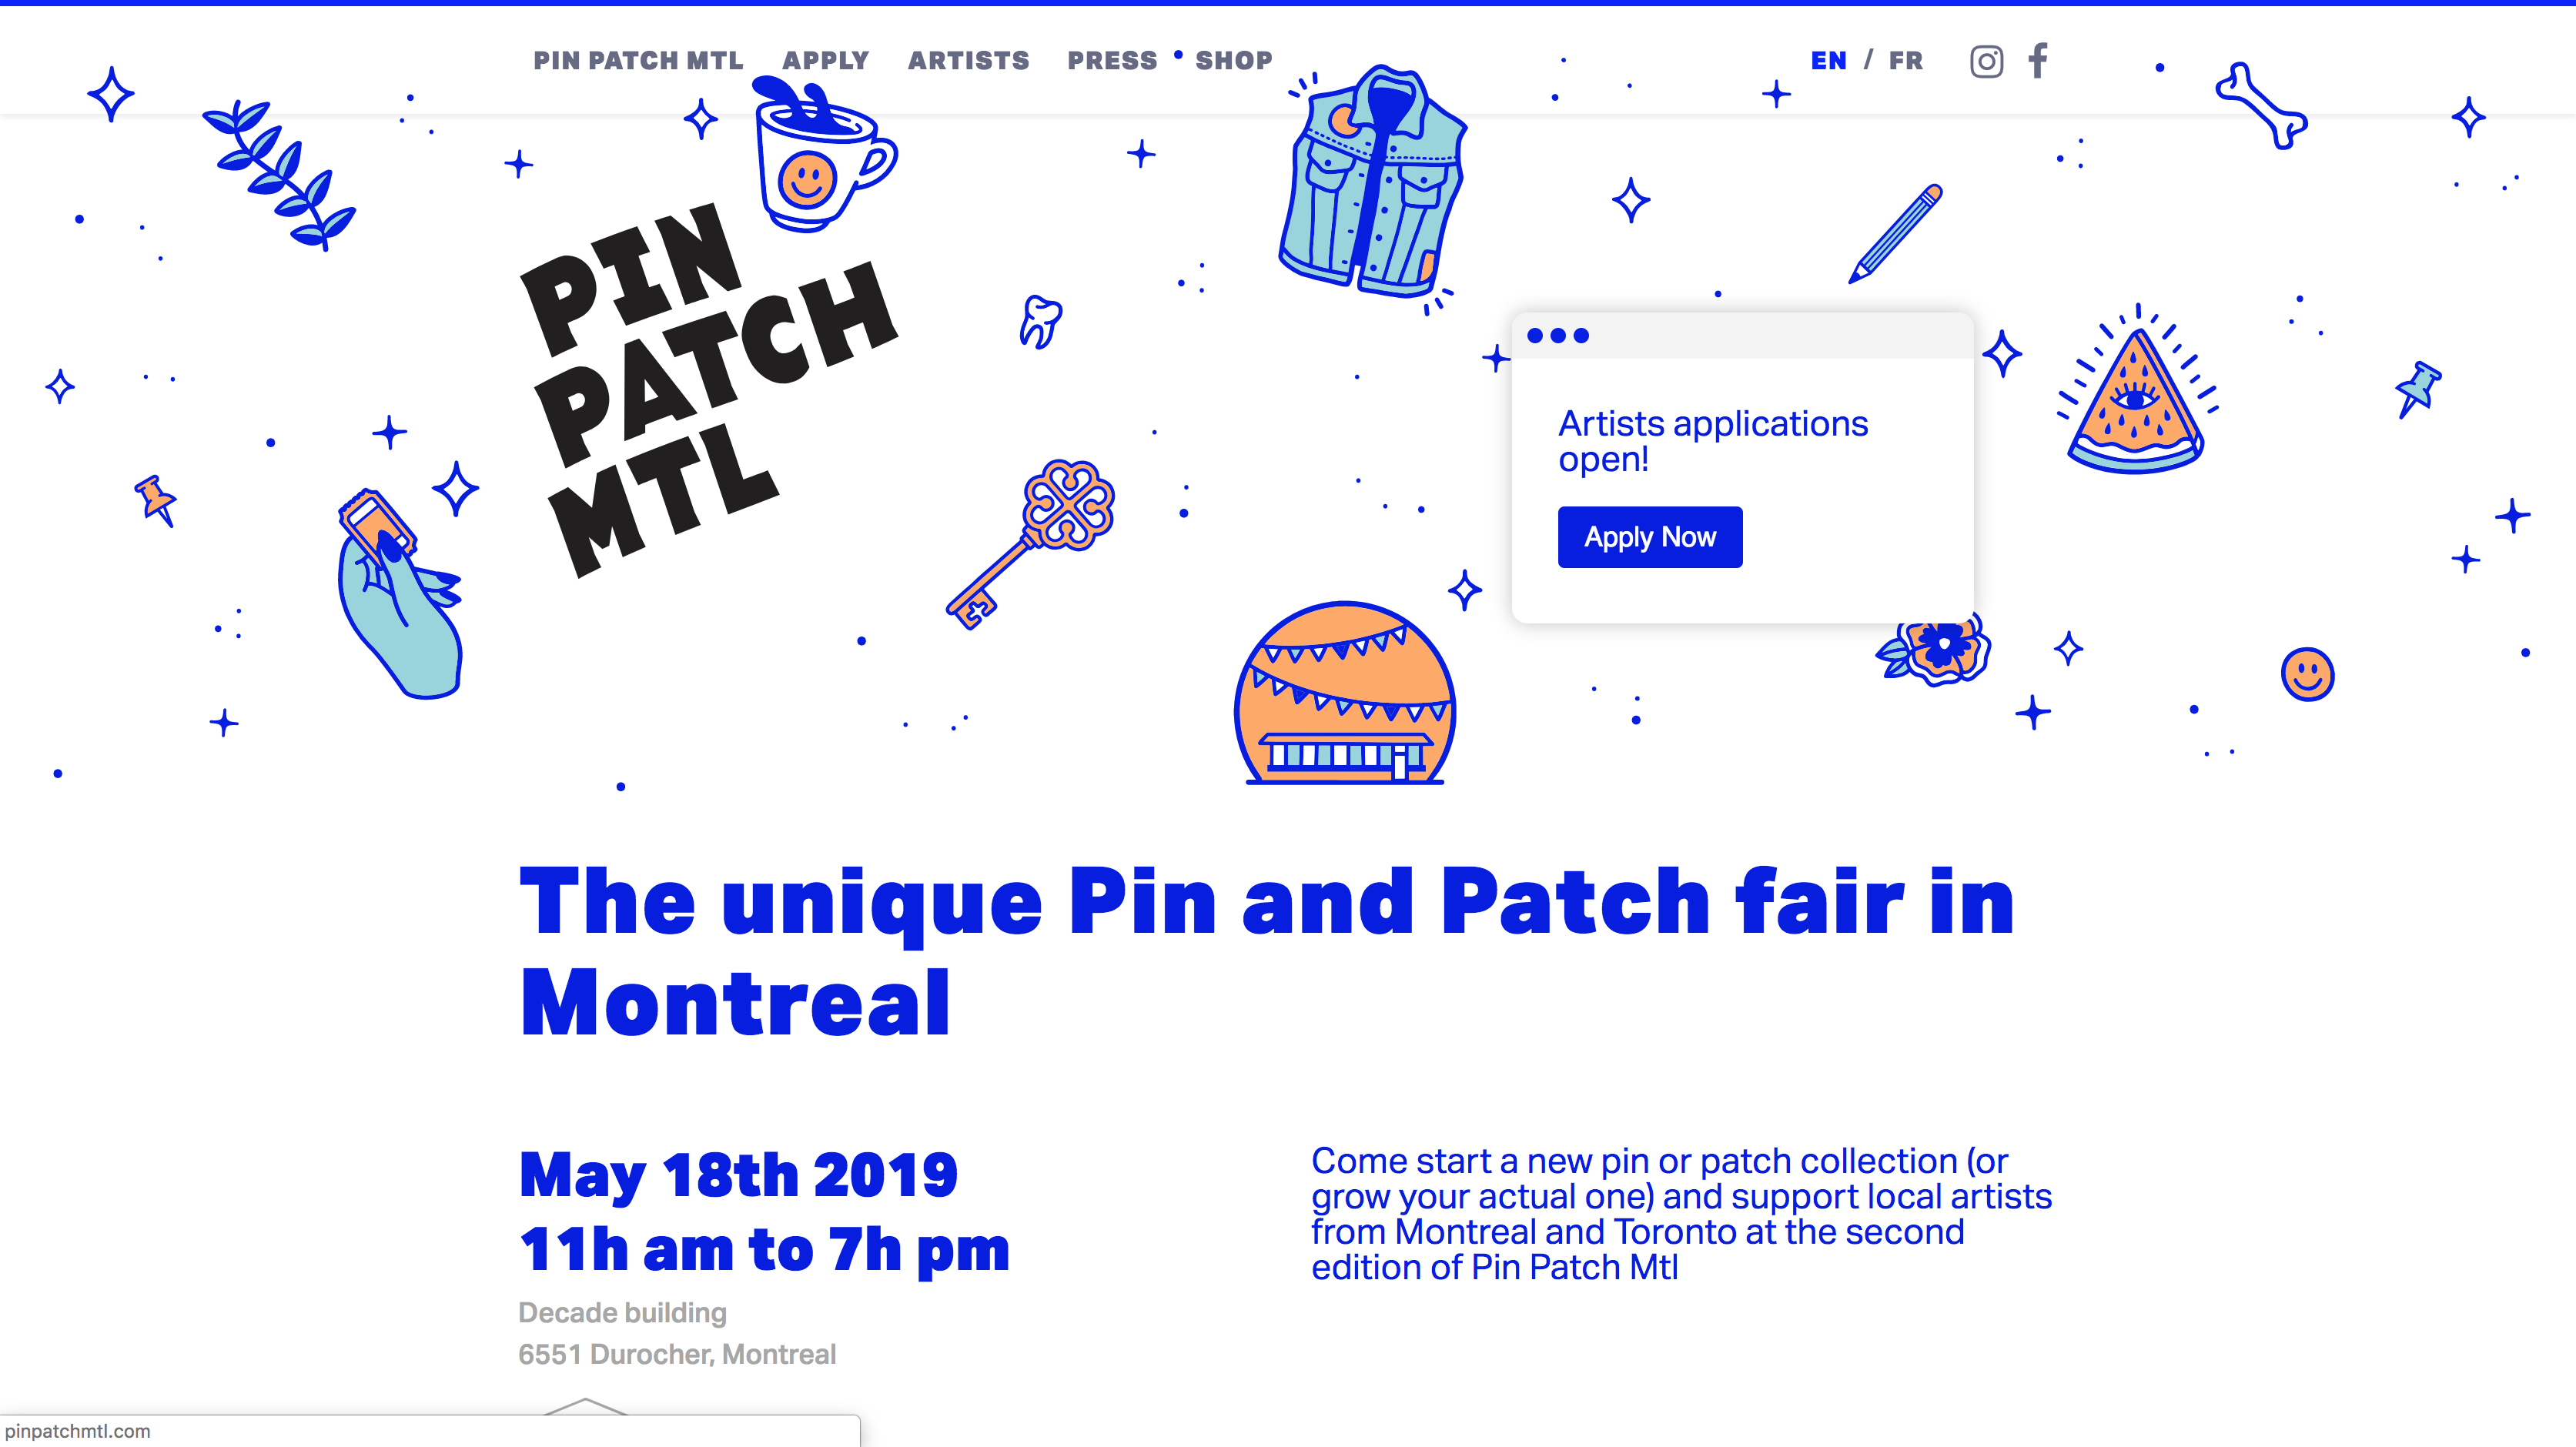 PIN PATCH MTL APPLY ARTISTS PRESS SHOP EN / FR
PIN
PATCH
MTL
Artists applications
open!
Apply Now
The unique Pin and Patch fair in
Montreal
May 18th 2019
11h am to 7h pm
Decade building
6551 Durocher, Montreal
Come start a new pin or patch collection (or
grow your actual one) and support local artists
from Montreal and Toronto at the second
edition of Pin Patch Mtl
pinpatchmtl.com